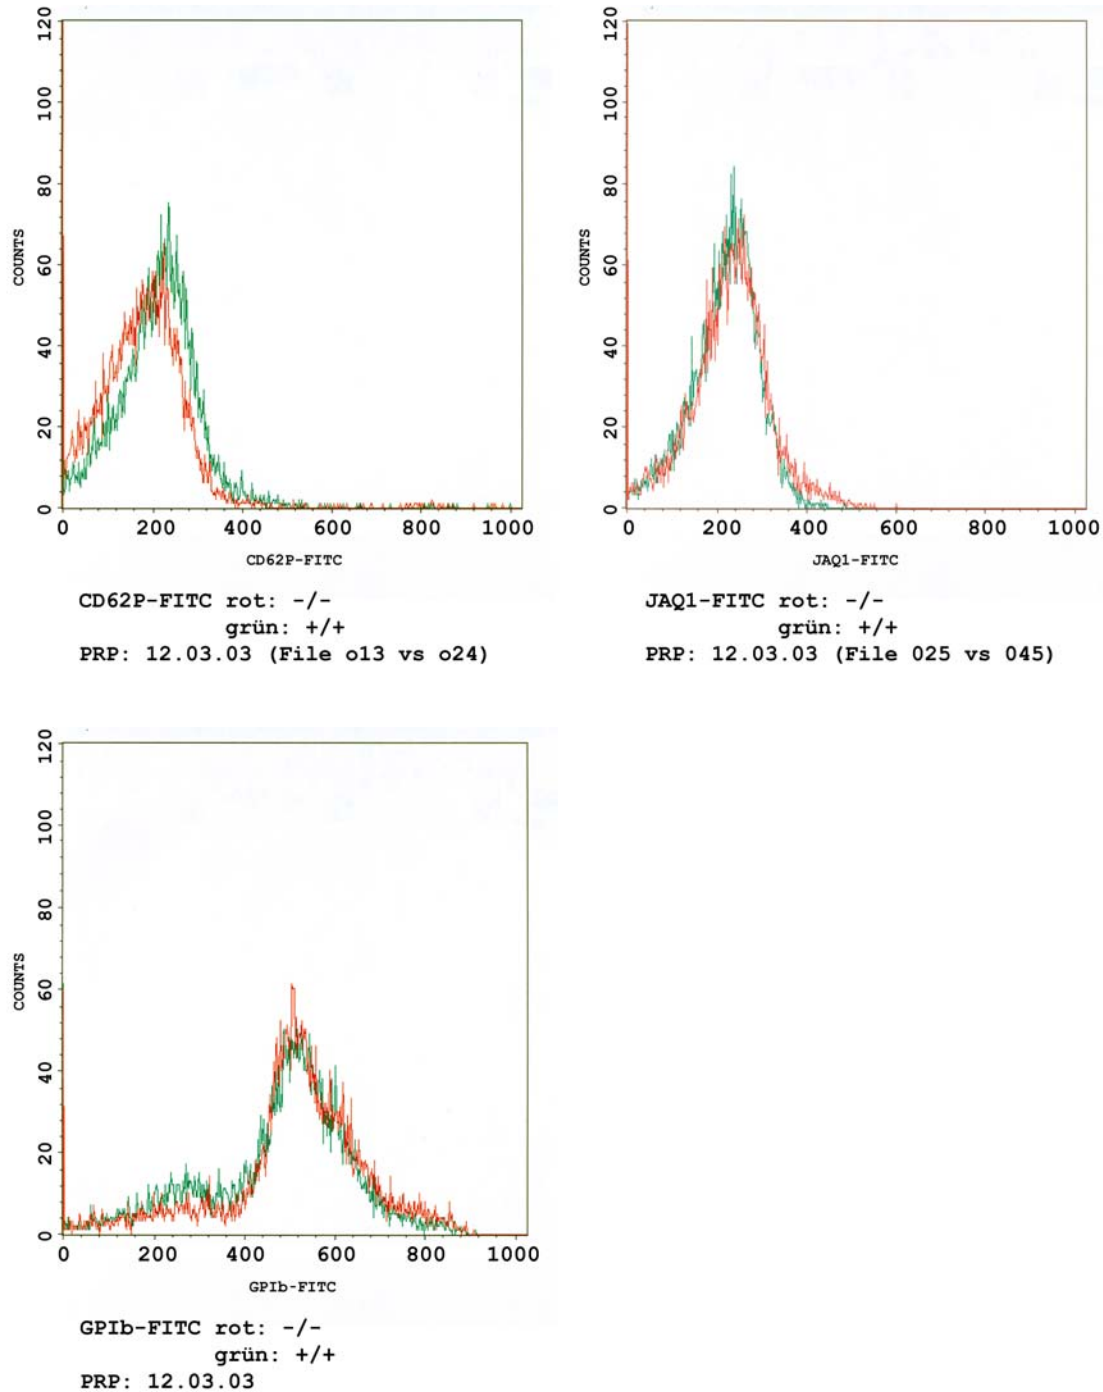 120
100
80
60
40
20
0
COUNTS
0 200 400 600 800 1000
CD62P-FITC
CD62P-FITC rot: -/-
grün: +/+
PRP: 12.03.03 (File o13 vs o24)
120
100
80
60
40
20
0
COUNTS
0 200 400 600 800 1000
JAQ1-FITC
JAQ1-FITC rot: -/-
grün: +/+
PRP: 12.03.03 (File 025 vs 045)
120
100
80
60
40
20
0
COUNTS
0 200 400 600 800 1000
GPIb-FITC
GPIb-FITC rot: -/-
grün: +/+
PRP: 12.03.03